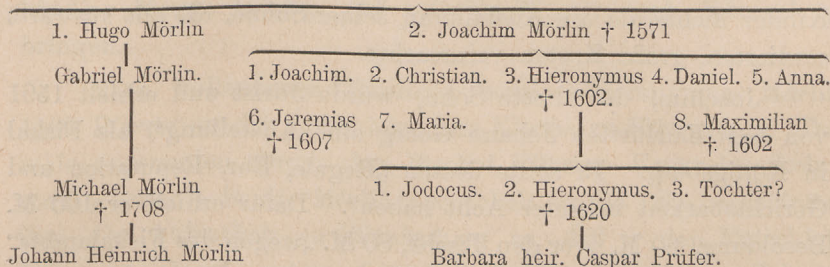 1. Hugo Mörlin 2. Joachim Mörlin † 1571
Gabriel Mörlin. 1. Joachim. 2. Christian. 3. Hieronymus 4. Daniel. 5. Anna.
† 1602.
6. Jeremias 7. Maria. 8. Maximilian
† 1607 † 1602
Michael Mörlin 1. Jodocus. 2. Hieronymus. 3. Tochter?
† 1708 † 1620
Johann Heinrich Mörlin Barbara heir. Caspar Prüfer.